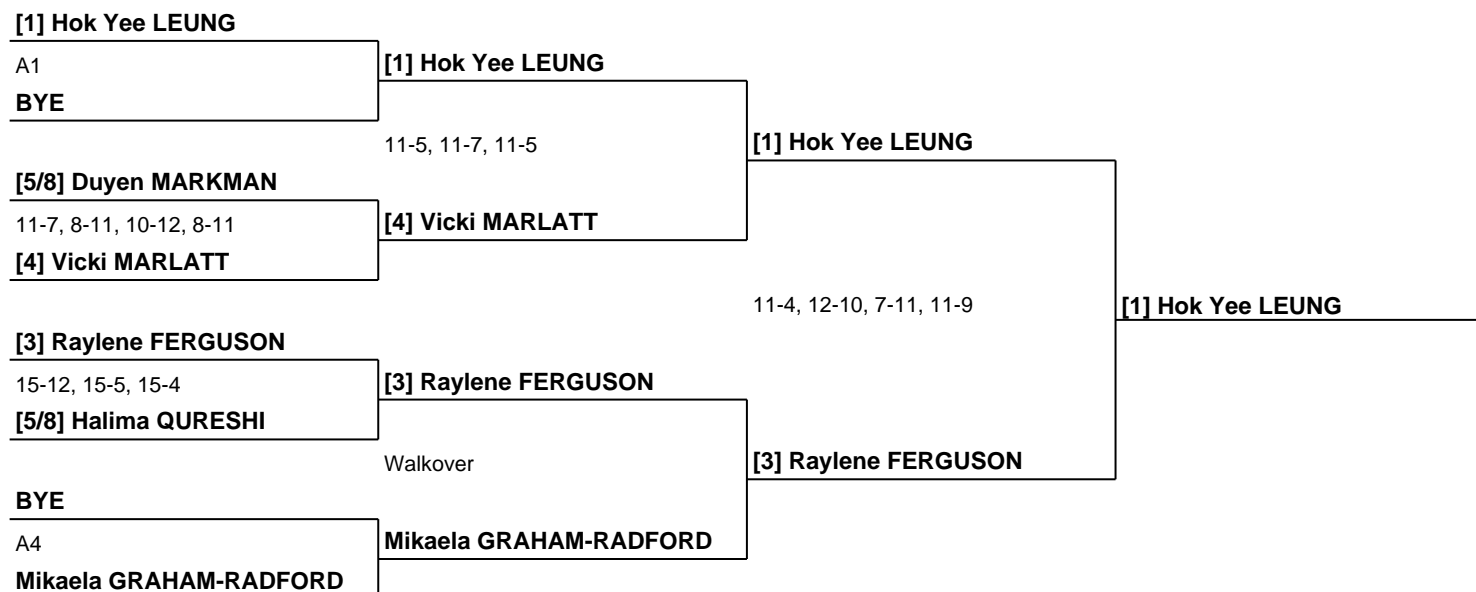 [1] Hok Yee LEUNG
A1
[1] Hok Yee LEUNG
BYE
11-5, 11-7, 11-5
[1] Hok Yee LEUNG
[5/8] Duyen MARKMAN
11-7, 8-11, 10-12, 8-11
[4] Vicki MARLATT
[4] Vicki MARLATT
11-4, 12-10, 7-11, 11-9
[1] Hok Yee LEUNG
[3] Raylene FERGUSON
15-12, 15-5, 15-4
[3] Raylene FERGUSON
[5/8] Halima QURESHI
Walkover
[3] Raylene FERGUSON
BYE
A4
Mikaela GRAHAM-RADFORD
Mikaela GRAHAM-RADFORD